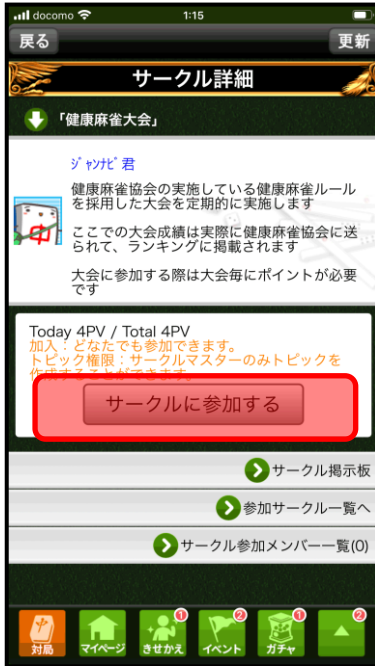 docomo 1:15
戻る 更新
サークル詳細
「健康麻雀大会」
ジャンナビ君
健康麻雀協会の実施している健康麻雀ルール
を採用した大会を定期的に実施します
ここでの大会成績は実際に健康麻雀協会に送
られて、ランキングに掲載されます
大会に参加する際は大会毎にポイントが必要
です
中
Today 4PV / Total 4PV
加入：どなたでも参加できます。
トピック権限：サークルマスターのみトピックを
作成することができます。
サークルに参加する
サークル掲示板
参加サークル一覧へ
サークル参加メンバー一覧(0)
1 2 1 2
対局 マイページ きせかえ イベント ガチャ